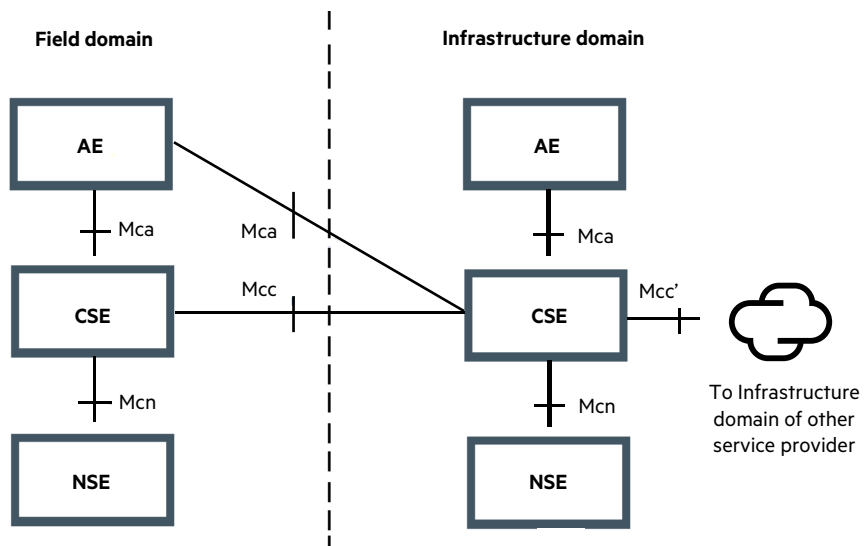 Field domain
Infrastructure domain
AE
AE
Mca
Mca
Mca
Mcc
Mcc’
CSE
CSE
Mcn
Mcn
To Infrastructure
domain of other
service provider
NSE
NSE